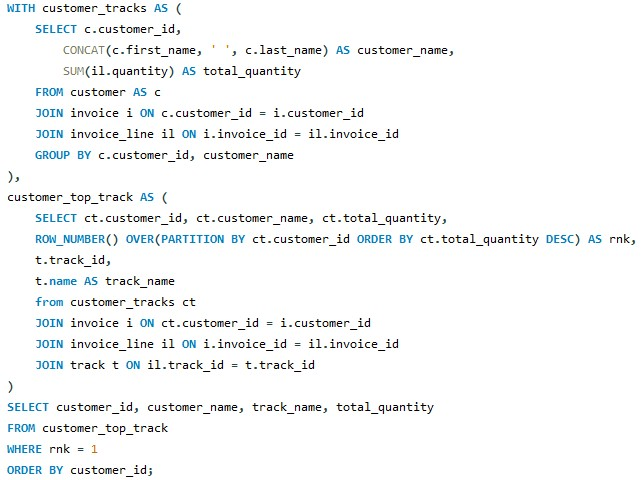 WITH customer_tracks AS (
    SELECT c.customer_id,
        CONCAT(c.first_name, ' ', c.last_name) AS customer_name,
        SUM(il.quantity) AS total_quantity
    FROM customer AS c
    JOIN invoice i ON c.customer_id = i.customer_id
    JOIN invoice_line il ON i.invoice_id = il.invoice_id
    GROUP BY c.customer_id, customer_name
),
customer_top_track AS (
    SELECT ct.customer_id, ct.customer_name, ct.total_quantity,
    ROW_NUMBER() OVER(PARTITION BY ct.customer_id ORDER BY ct.total_quantity DESC) AS rnk,
    t.track_id,
    t.name AS track_name
    from customer_tracks ct
    JOIN invoice i ON ct.customer_id = i.customer_id
    JOIN invoice_line il ON i.invoice_id = il.invoice_id
    JOIN track t ON il.track_id = t.track_id
)
SELECT customer_id, customer_name, track_name, total_quantity
FROM customer_top_track
WHERE rnk = 1
ORDER BY customer_id;